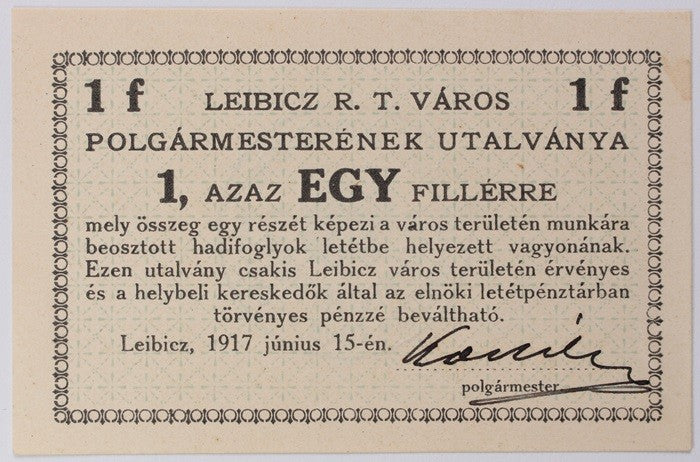 1 f LEIBICZ R. T. VÁROS 1 f
POLGÁRMESTERÉNEK UTALVÁNYA
1, AZAZ EGY FILLÉRRE
mely összeg egy részét képezi a város területén munkára
beosztott hadifoglyok letétbe helyezett vagyonának.
Ezen utalvány csakis Leibicz város területén érvényes
és a helybeli kereskedők által az elnöki letétpénztárban
törvényes pénzzé beváltható.
Leibicz, 1917 június 15-én.
polgármester